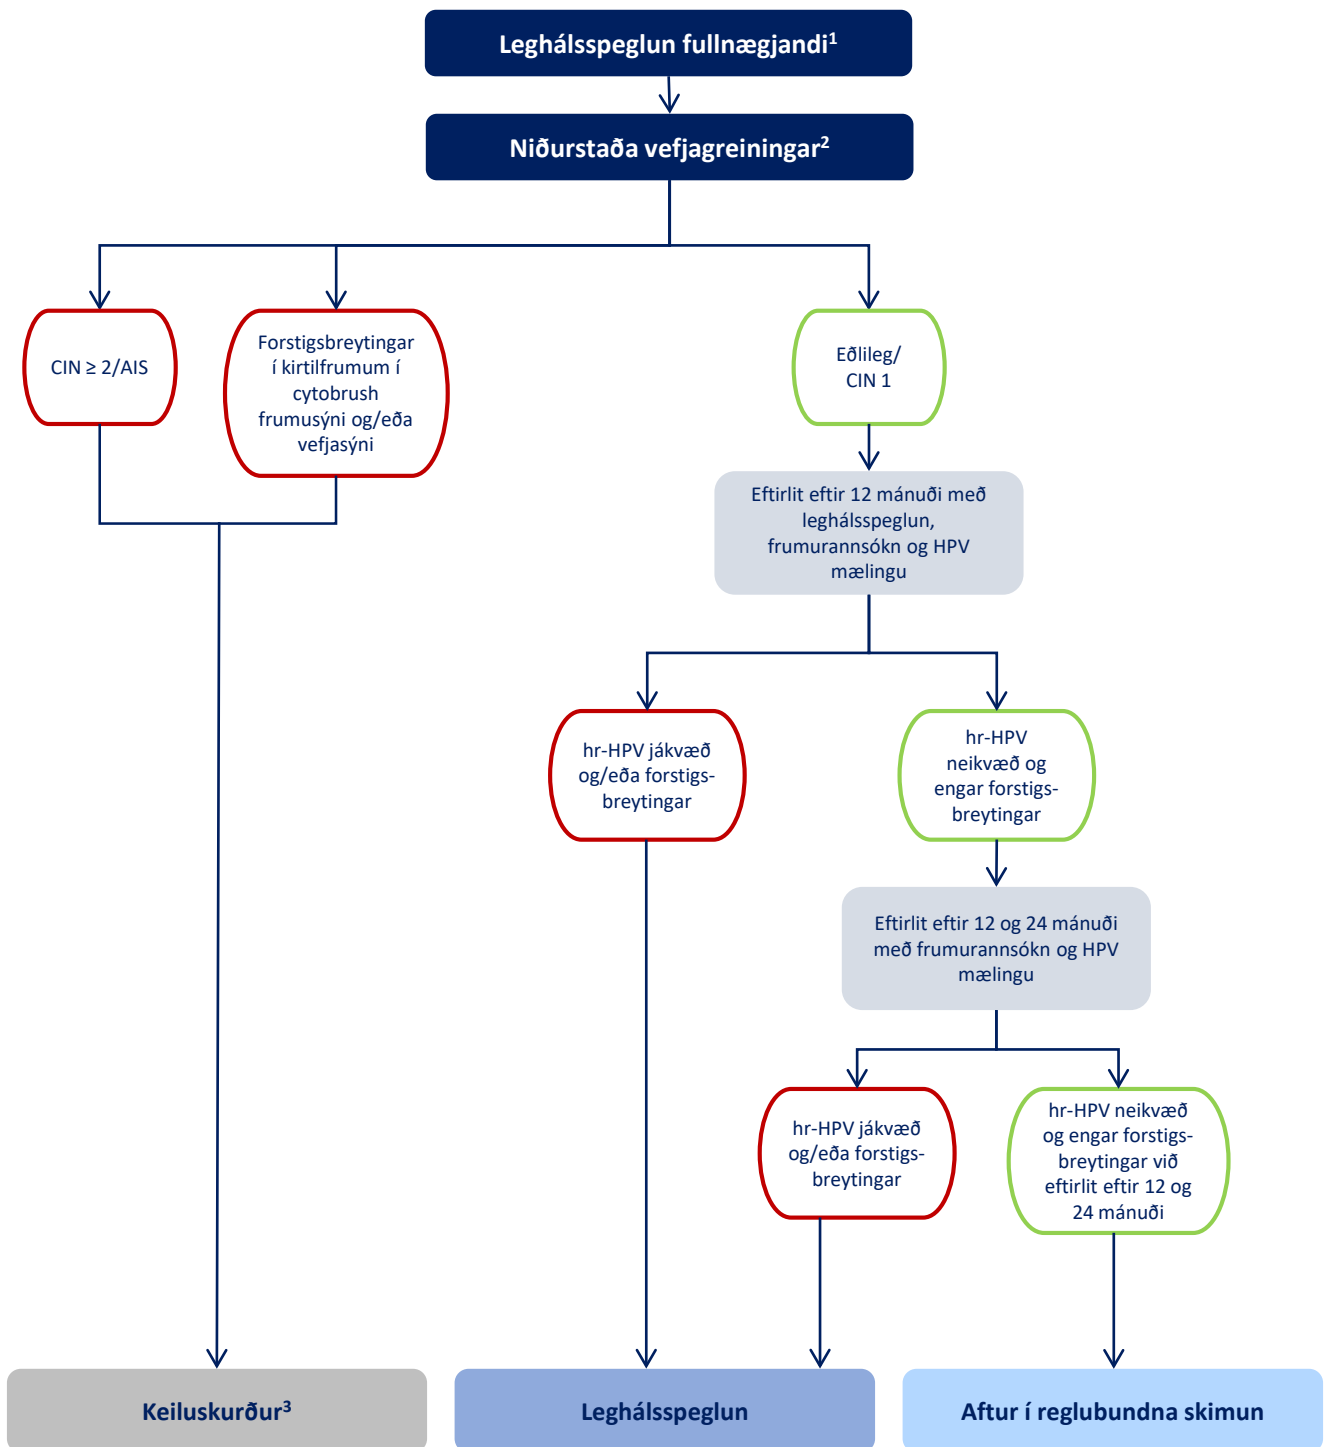 Leghálsspeglun fullnægjandi¹
Niðurstaða vefjagreiningar²
CIN ≥ 2/AIS
Forstigsbreytingar
í kirtilfrumum í
cytobrush
frumusýni og/eða
vefjasýni
Eðlileg/
CIN 1
Eftirlit eftir 12 mánuði með
leghálsspeglun,
frumurannsókn og HPV
mælingu
hr-HPV jákvæð
og/eða forstigs-
breytingar
hr-HPV
neikvæð og
engar forstigs-
breytingar
Eftirlit eftir 12 og 24 mánuði
með frumurannsókn og HPV
mælingu
hr-HPV jákvæð
og/eða forstigs-
breytingar
hr-HPV neikvæð
og engar forstigs-
breytingar við
eftirlit eftir 12 og
24 mánuði
Keiluskurður³
Leghálsspeglun
Aftur í reglubundna skimun